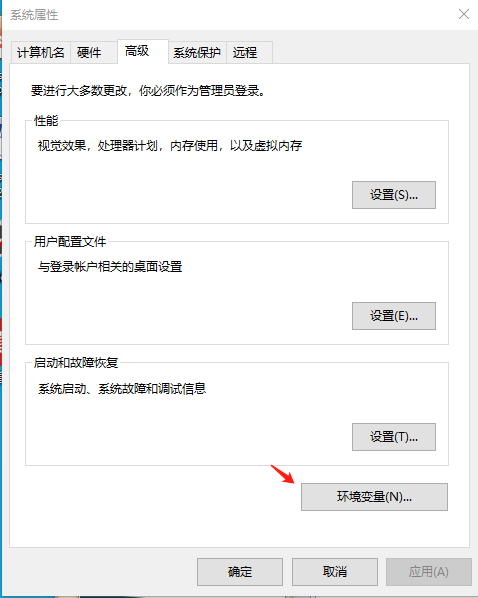 系统属性
计算机名 硬件 高级 系统保护 远程
要进行大多数更改，你必须作为管理员登录。
性能
视觉效果，处理器计划，内存使用，以及虚拟内存
设置(S)...
用户配置文件
与登录帐户相关的桌面设置
设置(E)...
启动和故障恢复
系统启动、系统故障和调试信息
设置(T)...
环境变量(N)...
确定 取消 应用(A)